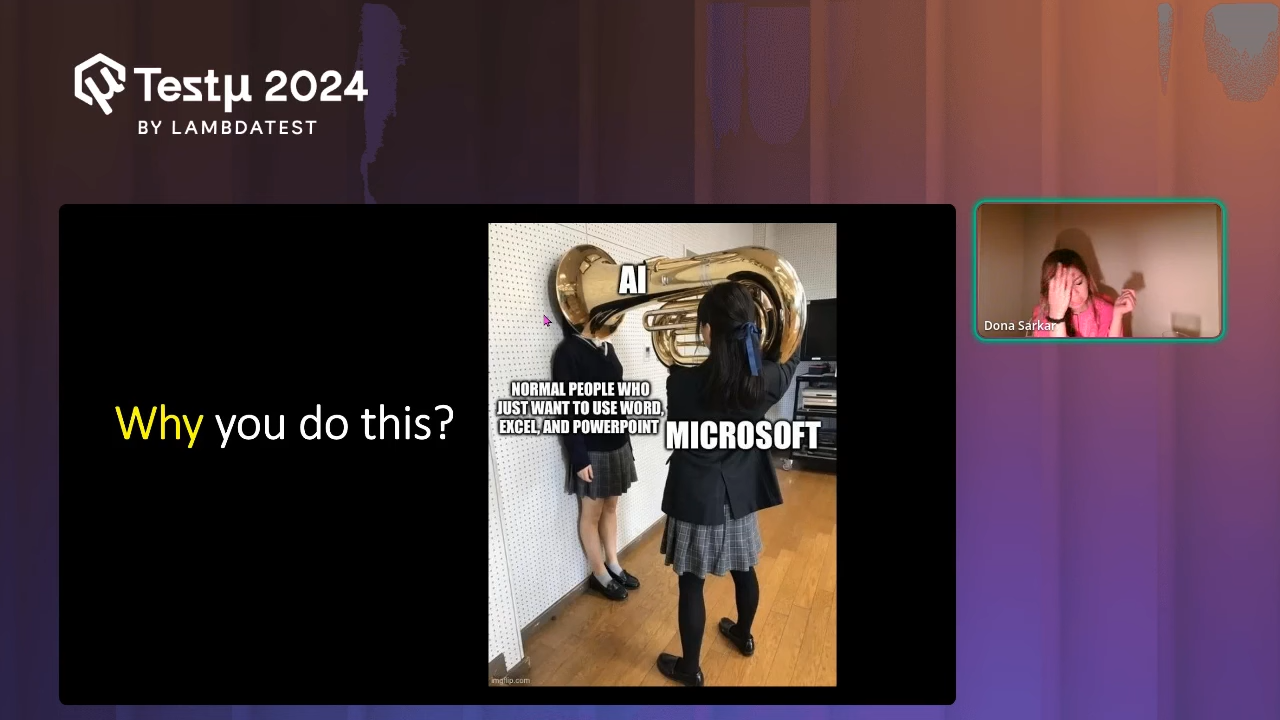 Testμ 2024
BY LAMBDATEST
Why you do this?
AI
NORMAL PEOPLE WHO
JUST WANT TO USE WORD,
EXCEL, AND POWERPOINT
MICROSOFT
imgflip.com
Dona Sarkar